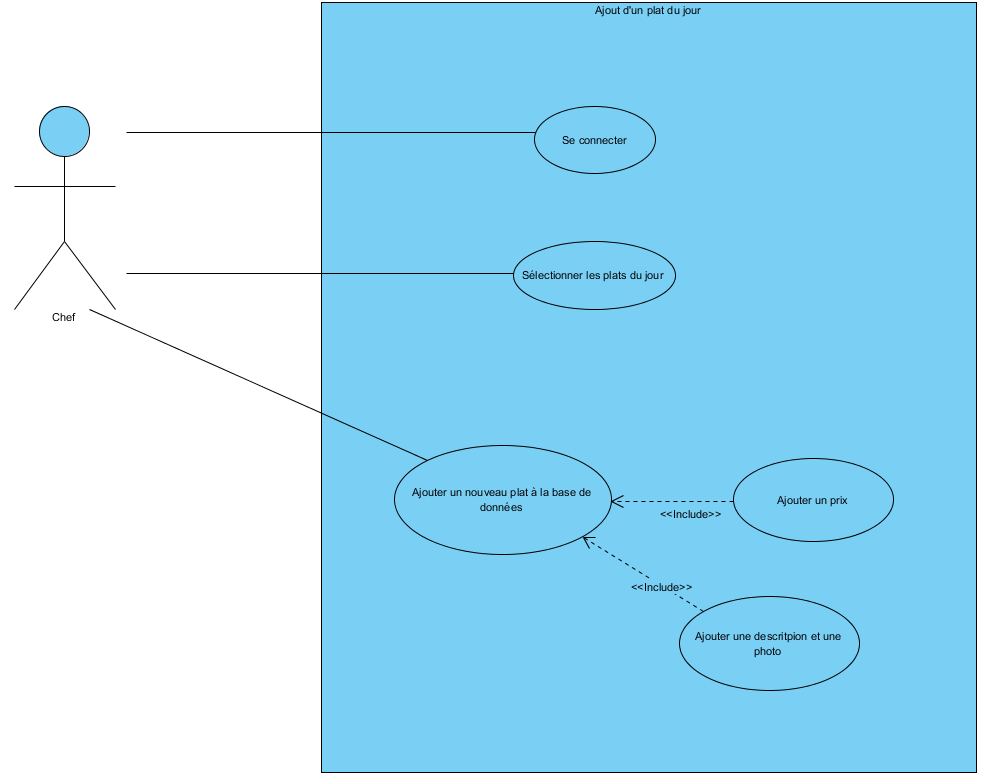 Ajout d'un plat du jour
Se connecter
Sélectionner les plats du jour
Chef
Ajouter un nouveau plat à la base de
données
Ajouter un prix
<<Include>>
<<Include>>
Ajouter une descritpion et une
photo